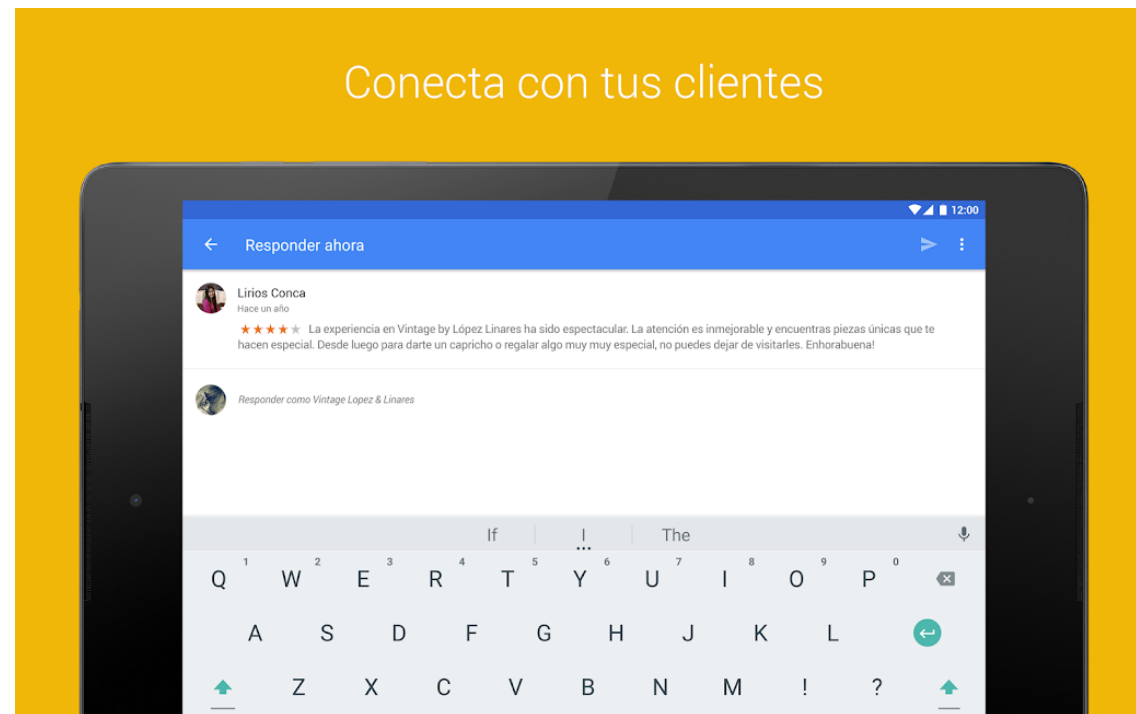 Conecta con tus clientes
12:00
Responder ahora
Lirios Conca
Hace un año
La experiencia en Vintage by López Linares ha sido espectacular. La atención es inmejorable y encuentras piezas únicas que te
hacen especial. Desde luego para darte un capricho o regalar algo muy muy especial, no puedes dejar de visitarles. Enhorabuena!
Responder como Vintage Lopez & Linares
If I The
Q 1 W 2 E 3 R 4 T 5 Y 6 U 7 I 8 O 9 P 0
A S D F G H J K L
Z X C V B N M ! ?